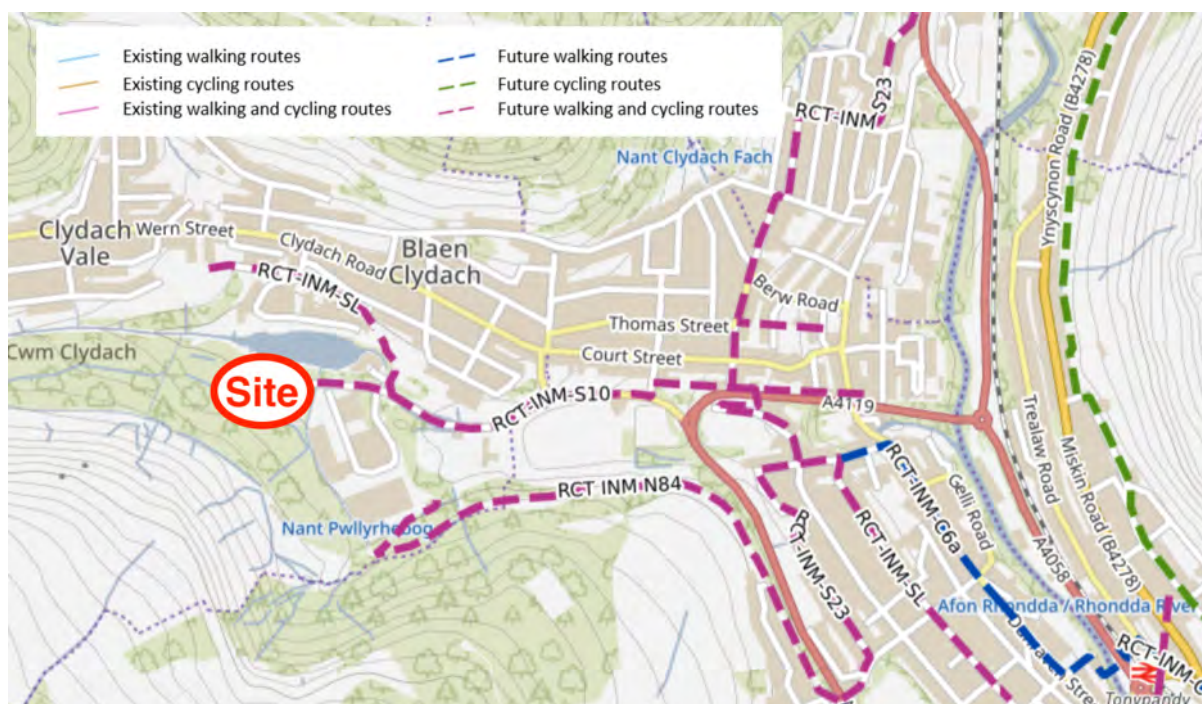 Existing walking routes
Existing cycling routes
Existing walking and cycling routes
Future walking routes
Future cycling routes
Future walking and cycling routes
RCT-INM
S23
Ynyscynon Road (B4278)
Nant Clydach Fach
Clydach
Vale
Wern Street
Clydach Road
Blaen
Clydach
RCT-INM-SL
Berw Road
Thomas Street
Court Street
Cwm Clydach
Site
RCT-INM-S10
A4119
Trealaw Road
Miskin Road (B4278)
RCT INM N84
Nant Pwllyrhebog
RCT-INM-G6a
Gelli Road
A4058
RCT-INM-S23
RCT-INM-SL
Afon Rhondda / Rhondda River
RCT-INM-
Tonypandy